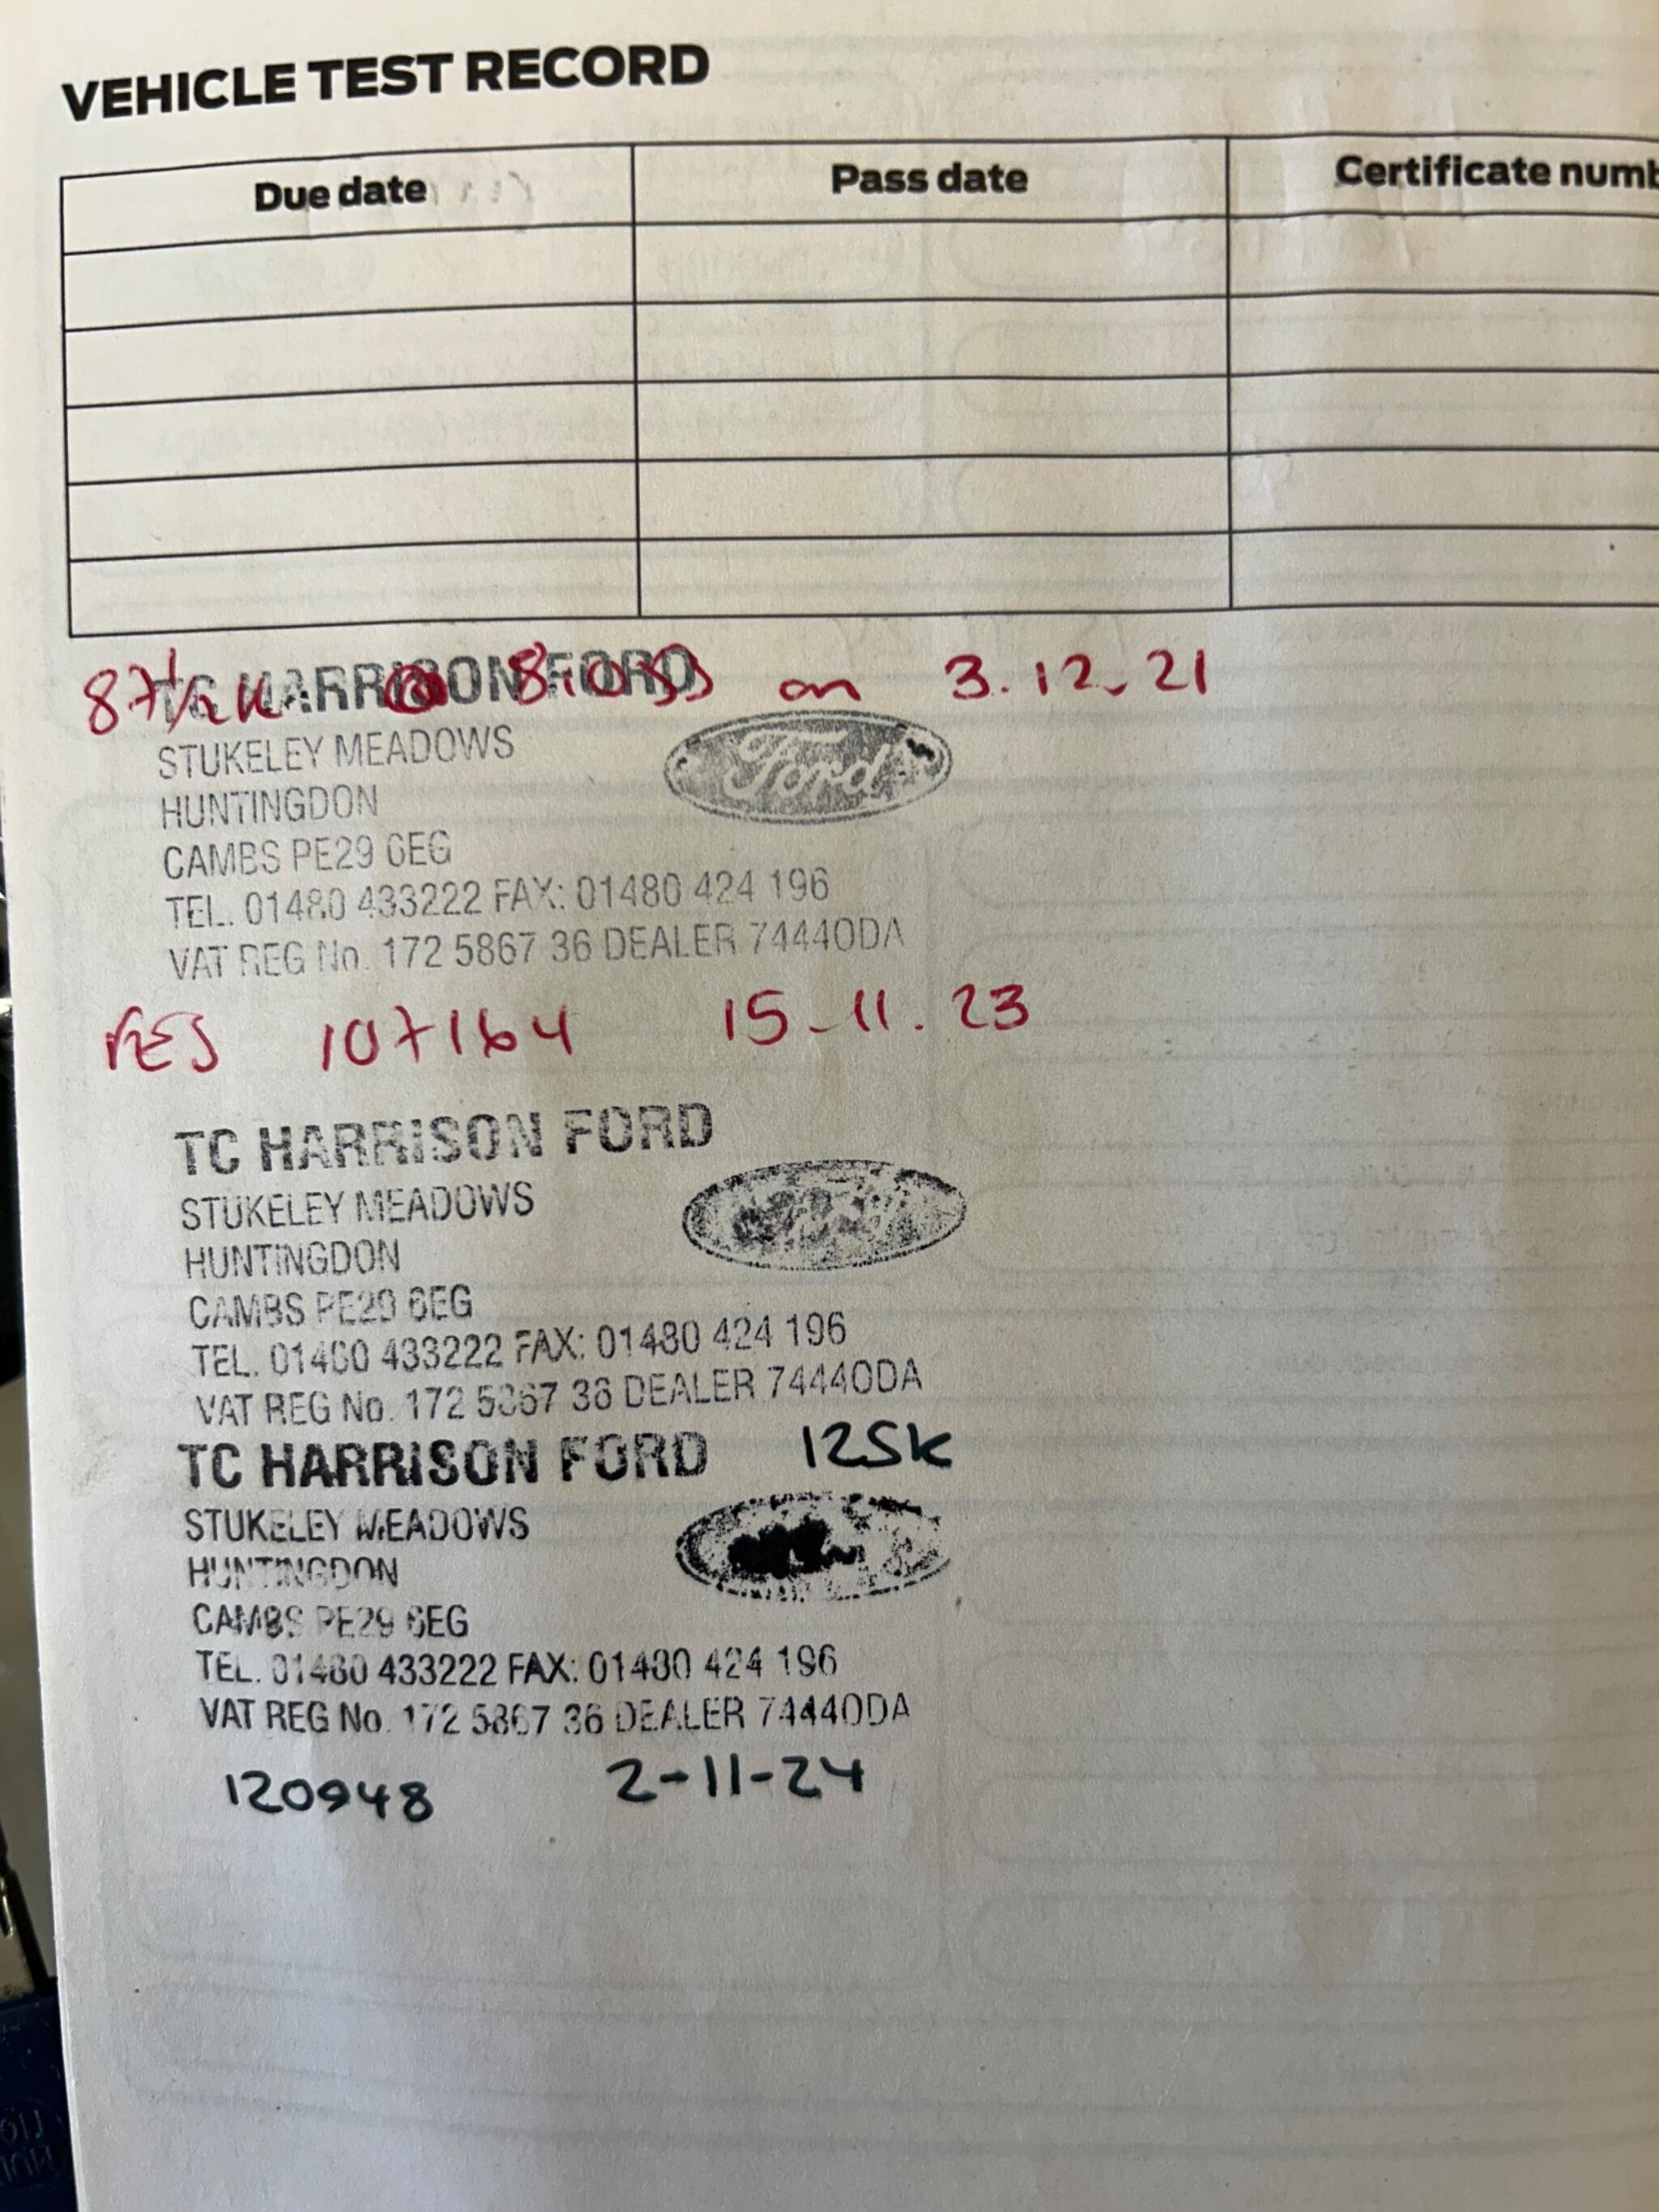 VEHICLE TEST RECORD
Due date Pass date Certificate numb
87½K @ on 3.12.21
TC HARRISON FORD
STUKELEY MEADOWS
Ford
HUNTINGDON
CAMBS PE29 6EG
TEL. 01480 433222 FAX: 01480 424 196
VAT REG No. 172 5867 36 DEALER 74440DA
107164 15-11.23
TC HARRISON FORD
STUKELEY MEADOWS
HUNTINGDON
CAMBS PE29 6EG
TEL. 01480 433222 FAX: 01480 424 196
VAT REG No. 172 5867 36 DEALER 74440DA
TC HARRISON FORD 125K
STUKELEY MEADOWS
HUNTINGDON
CAMBS PE29 6EG
TEL. 01480 433222 FAX: 01480 424 196
VAT REG No. 172 5867 36 DEALER 74440DA
120948 2-11-24